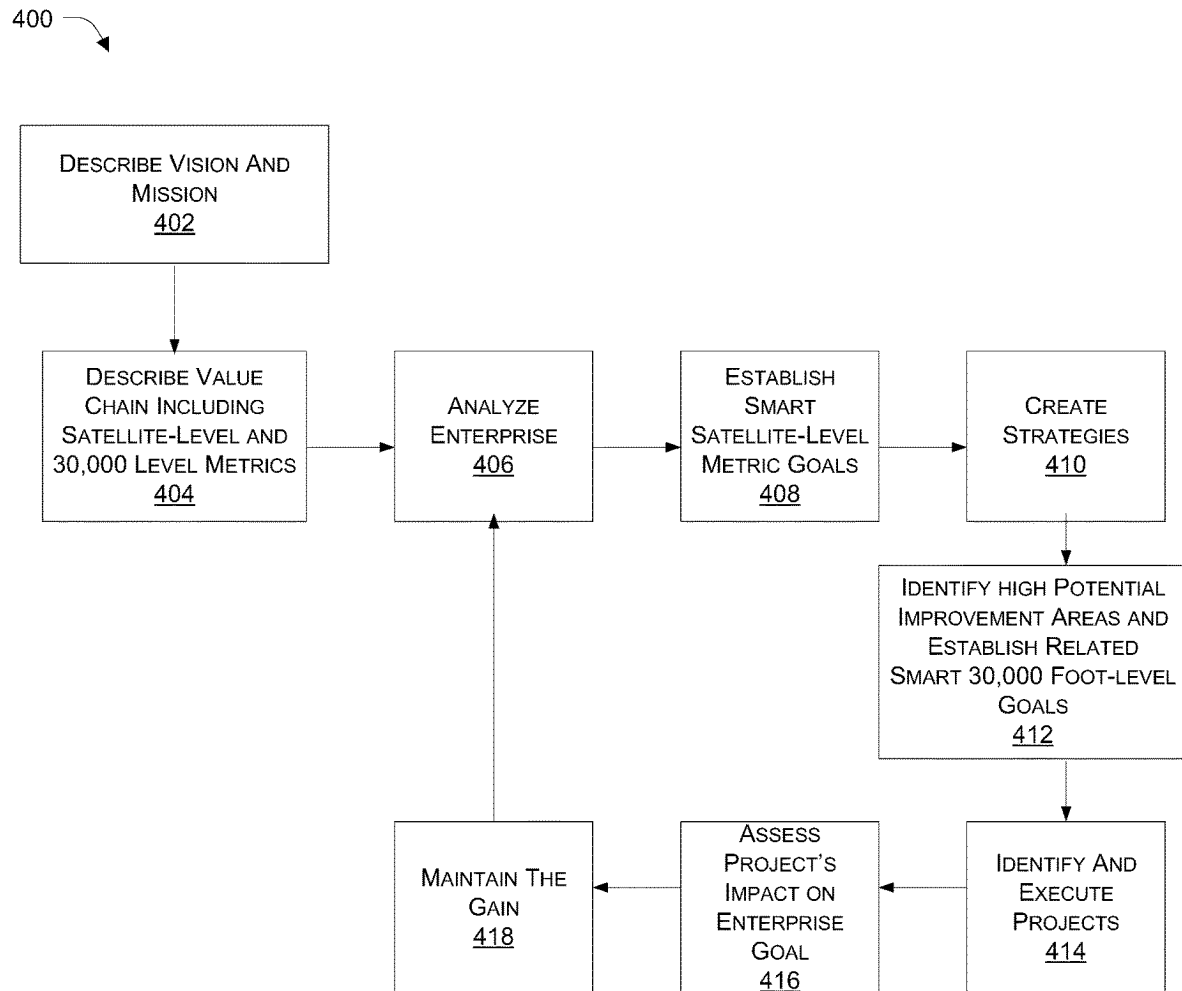 400
DESCRIBE VISION AND
MISSION
402
DESCRIBE VALUE
CHAIN INCLUDING
SATELLITE-LEVEL AND
30,000 LEVEL METRICS
404
ANALYZE
ENTERPRISE
406
ESTABLISH
SMART
SATELLITE-LEVEL
METRIC GOALS
408
CREATE
STRATEGIES
410
IDENTIFY HIGH POTENTIAL
IMPROVEMENT AREAS AND
ESTABLISH RELATED
SMART 30,000 FOOT-LEVEL
GOALS
412
IDENTIFY AND
EXECUTE
PROJECTS
414
ASSESS
PROJECT'S
IMPACT ON
ENTERPRISE
GOAL
416
MAINTAIN THE
GAIN
418